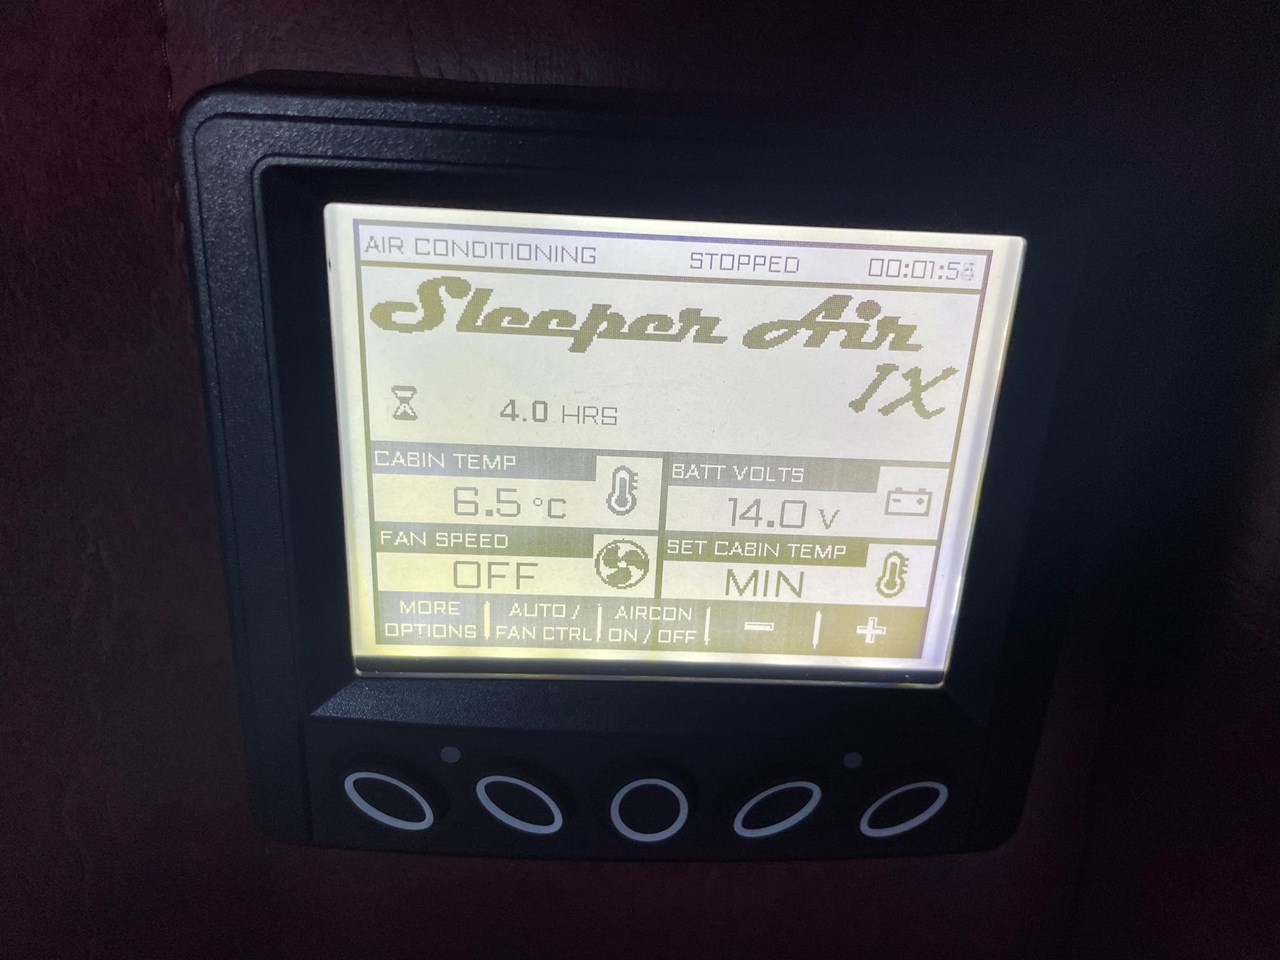 AIR CONDITIONING STOPPED
Sleeper Air
IX
4.0 HRS
CABIN TEMP
6.5 °C
BATT VOLTS
14.0 V
FAN SPEED
OFF
SET CABIN TEMP
MIN
MORE OPTIONS
AUTO / FAN CTRL
AIRCON ON / OFF
-
+